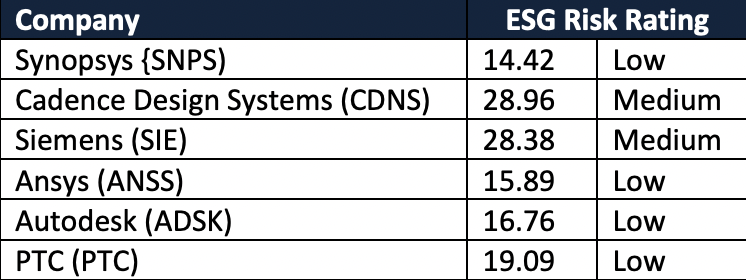 Company ESG Risk Rating
Synopsys {SNPS) 14.42 Low
Cadence Design Systems (CDNS) 28.96 Medium
Siemens (SIE) 28.38 Medium
Ansys (ANSS) 15.89 Low
Autodesk (ADSK) 16.76 Low
PTC (PTC) 19.09 Low